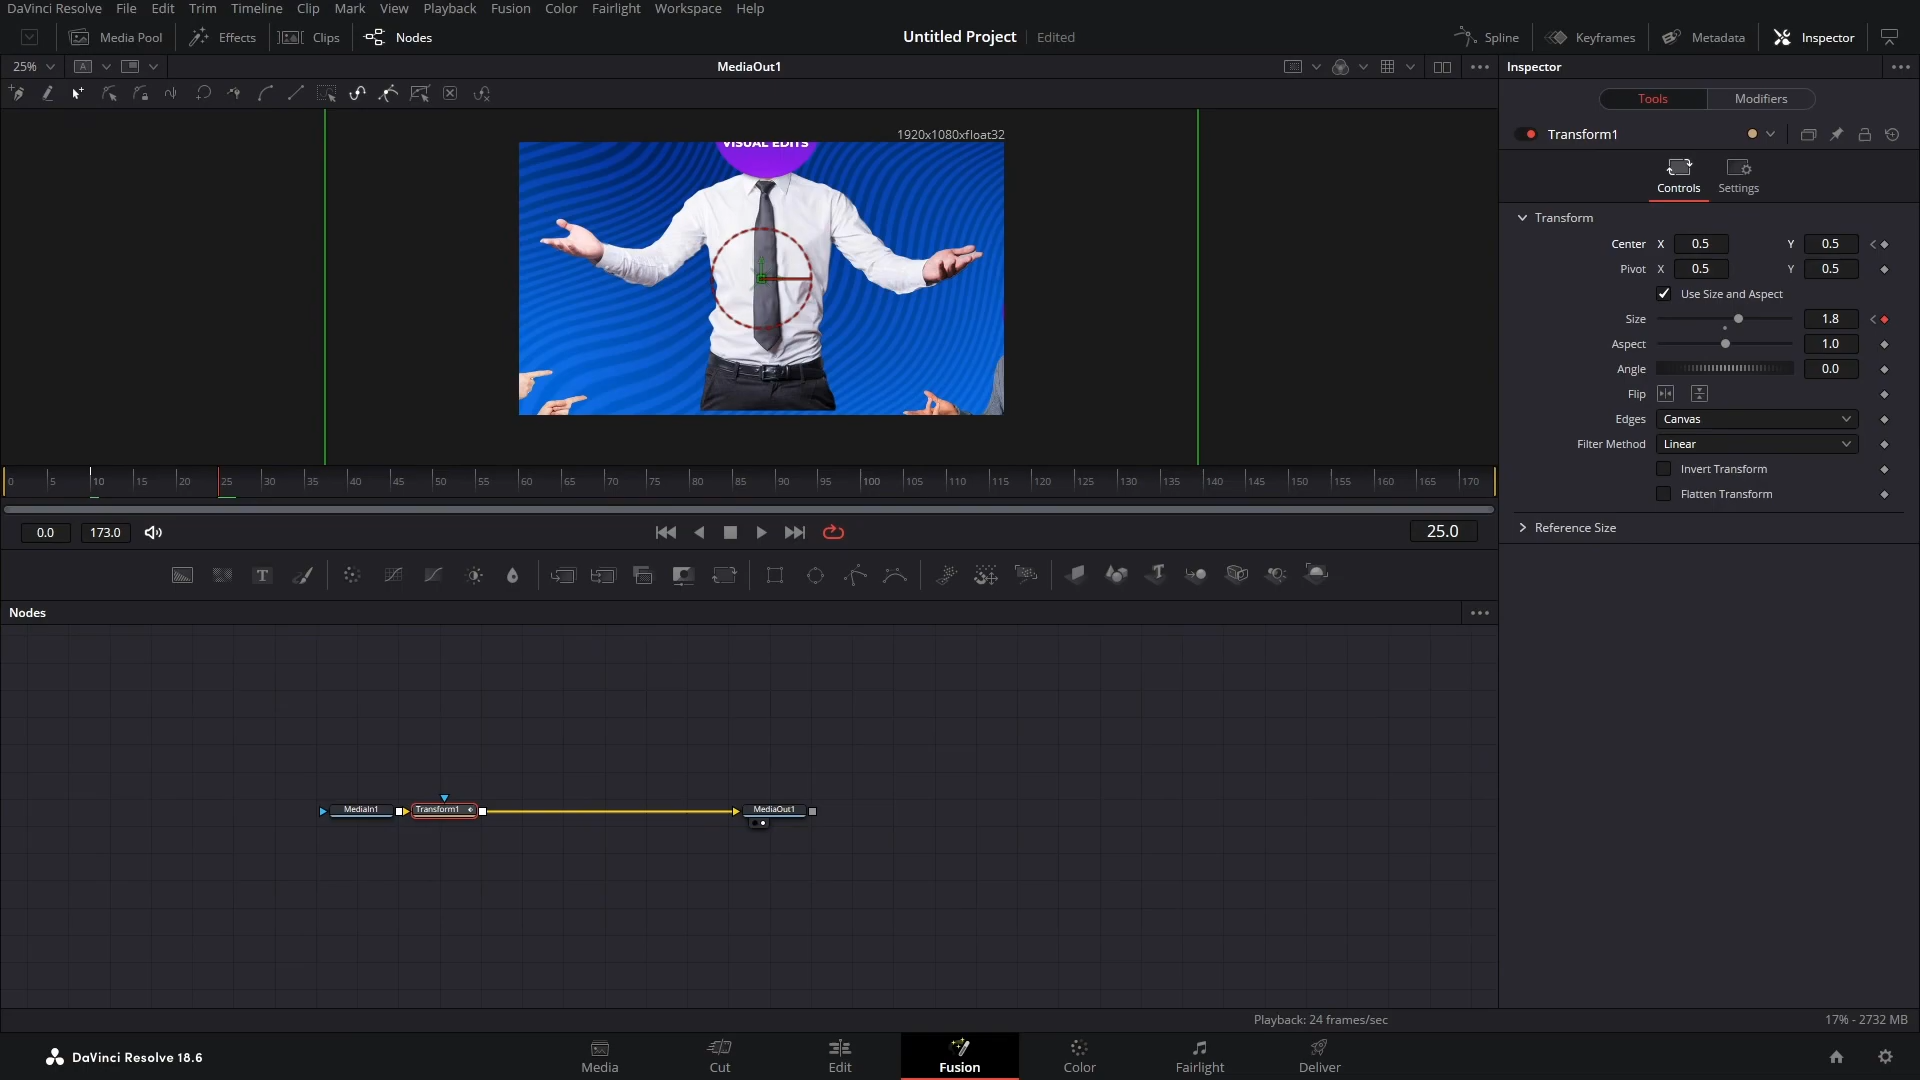 DaVinci Resolve File Edit Trim Timeline Clip Mark View Playback Fusion Color Fairlight Workspace Help
Media Pool Effects Clips Nodes Untitled Project Edited Spline Keyframes Metadata Inspector
25% A MediaOut1 Inspector
Tools Modifiers
1920x1080xfloat32
VISUAL EDITS
Transform1
Controls Settings
Transform
Center X 0.5 Y 0.5
Pivot X 0.5 Y 0.5
Use Size and Aspect
Size 1.8
Aspect 1.0
Angle 0.0
Flip
Edges Canvas
Filter Method Linear
Invert Transform
Flatten Transform
Reference Size
0 5 10 15 20 25 30 35 40 45 50 55 60 65 70 75 80 85 90 95 100 105 110 115 120 125 130 135 140 145 150 155 160 165 170
0.0 173.0 25.0
T
Nodes
MediaIn1 Transform1 MediaOut1
Playback: 24 frames/sec 17% - 2732 MB
DaVinci Resolve 18.6 Media Cut Edit Fusion Color Fairlight Deliver